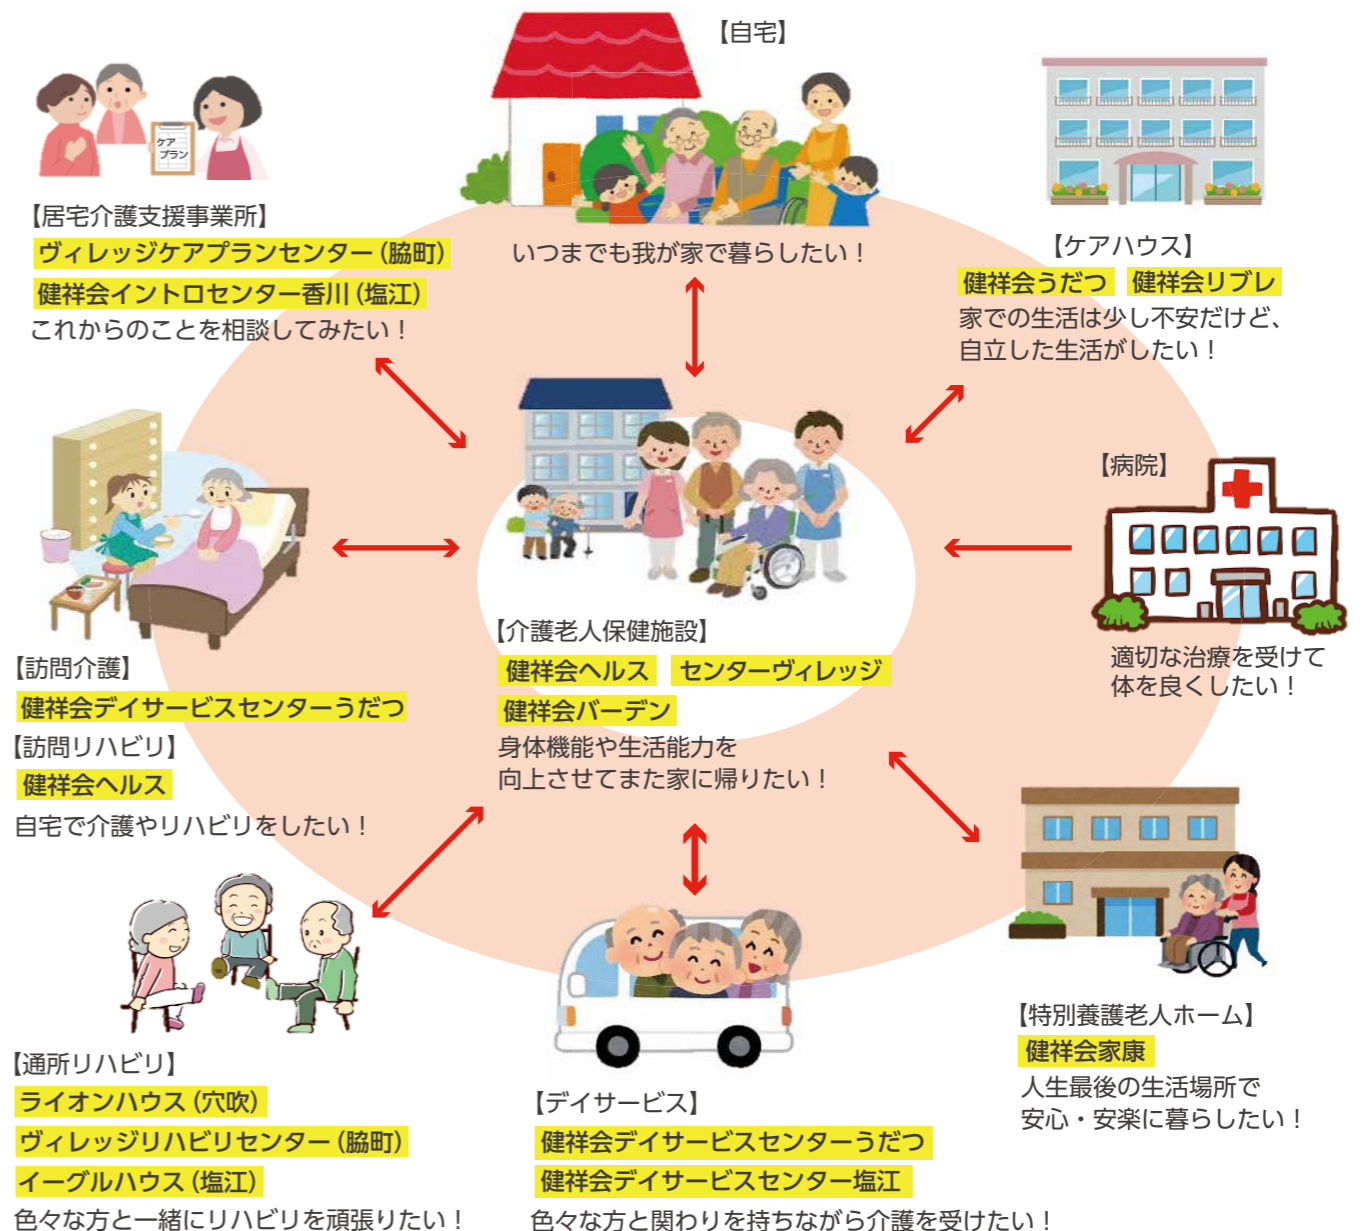 【自宅】
いつまでも我が家で暮らしたい！
ケア
プラン
【居宅介護支援事業所】
ヴィレッジケアプランセンター（脇町）
健祥会イントロセンター香川（塩江）
これからのことを相談してみたい！
【ケアハウス】
健祥会うだつ 健祥会リブレ
家での生活は少し不安だけど、
自立した生活がしたい！
【病院】
適切な治療を受けて
体を良くしたい！
【介護老人保健施設】
健祥会ヘルス センターヴィレッジ
健祥会バーデン
身体機能や生活能力を
向上させてまた家に帰りたい！
【訪問介護】
健祥会デイサービスセンターうだつ
【訪問リハビリ】
健祥会ヘルス
自宅で介護やリハビリをしたい！
【通所リハビリ】
ライオンハウス（穴吹）
ヴィレッジリハビリセンター（脇町）
イーグルハウス（塩江）
色々な方と一緒にリハビリを頑張りたい！
【デイサービス】
健祥会デイサービスセンターうだつ
健祥会デイサービスセンター塩江
色々な方と関わりを持ちながら介護を受けたい！
【特別養護老人ホーム】
健祥会家康
人生最後の生活場所で
安心・安楽に暮らしたい！